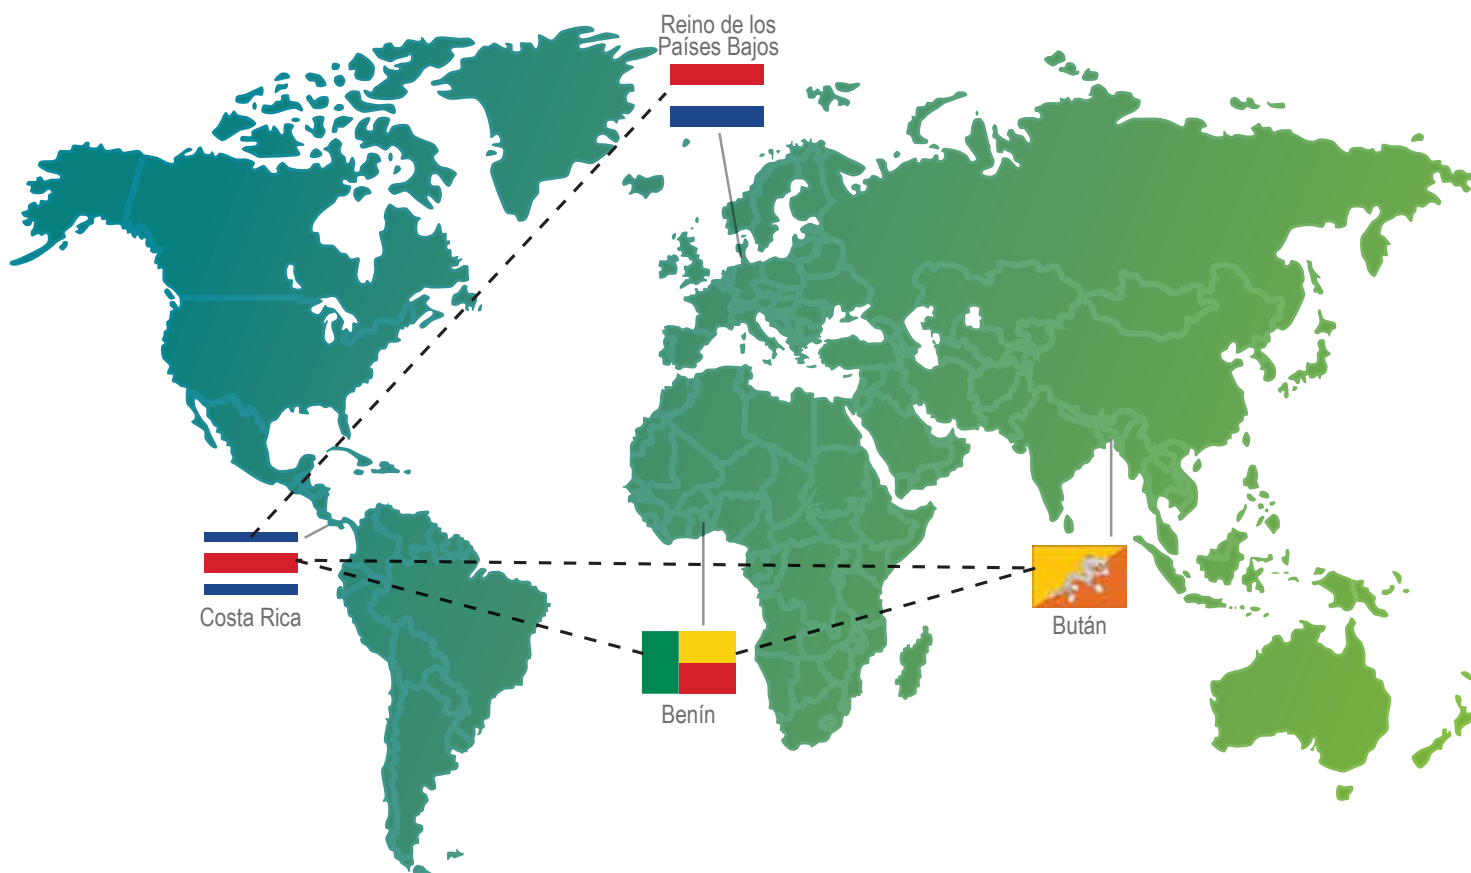 Reino de los
Países Bajos
Costa Rica
Benín
Bután